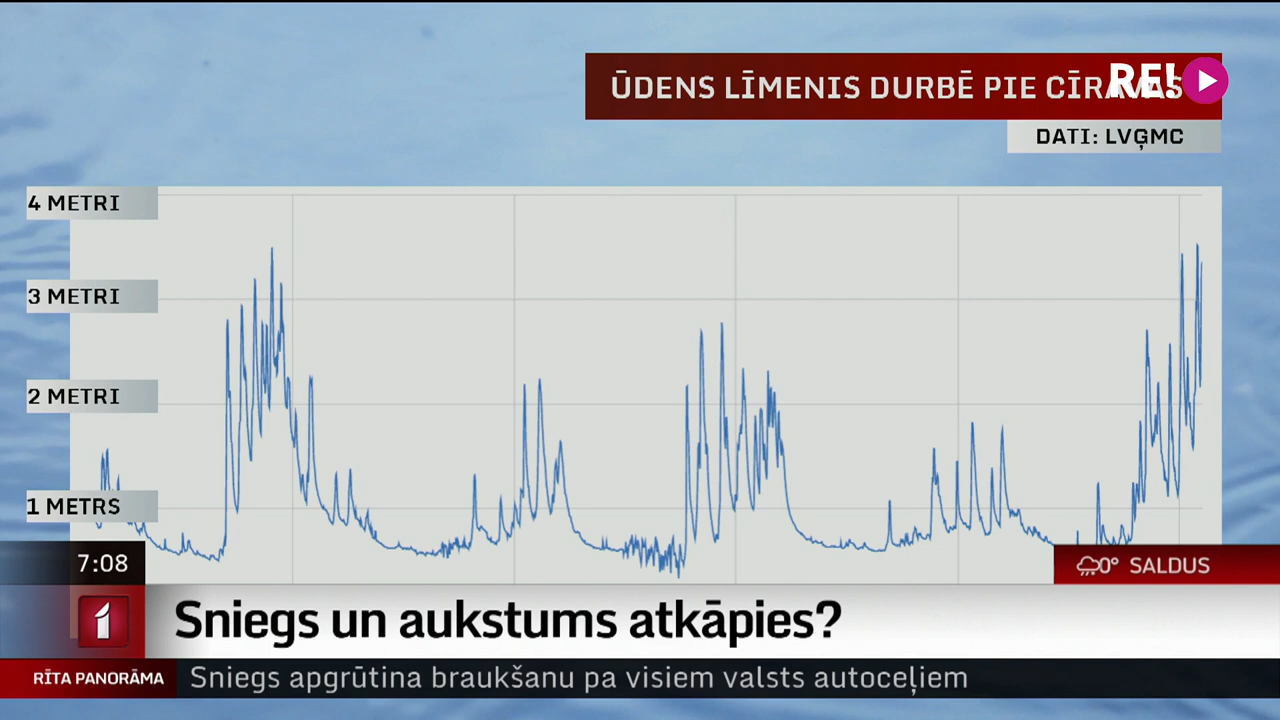 ŪDENS LĪMENIS DURBĒ PIE CĪRAVAS
RE!
DATI: LVĢMC
4 METRI
3 METRI
2 METRI
1 METRS
7:08
0° SALDUS
1
Sniegs un aukstums atkāpies?
RĪTA PANORĀMA
Sniegs apgrūtina braukšanu pa visiem valsts autoceļiem